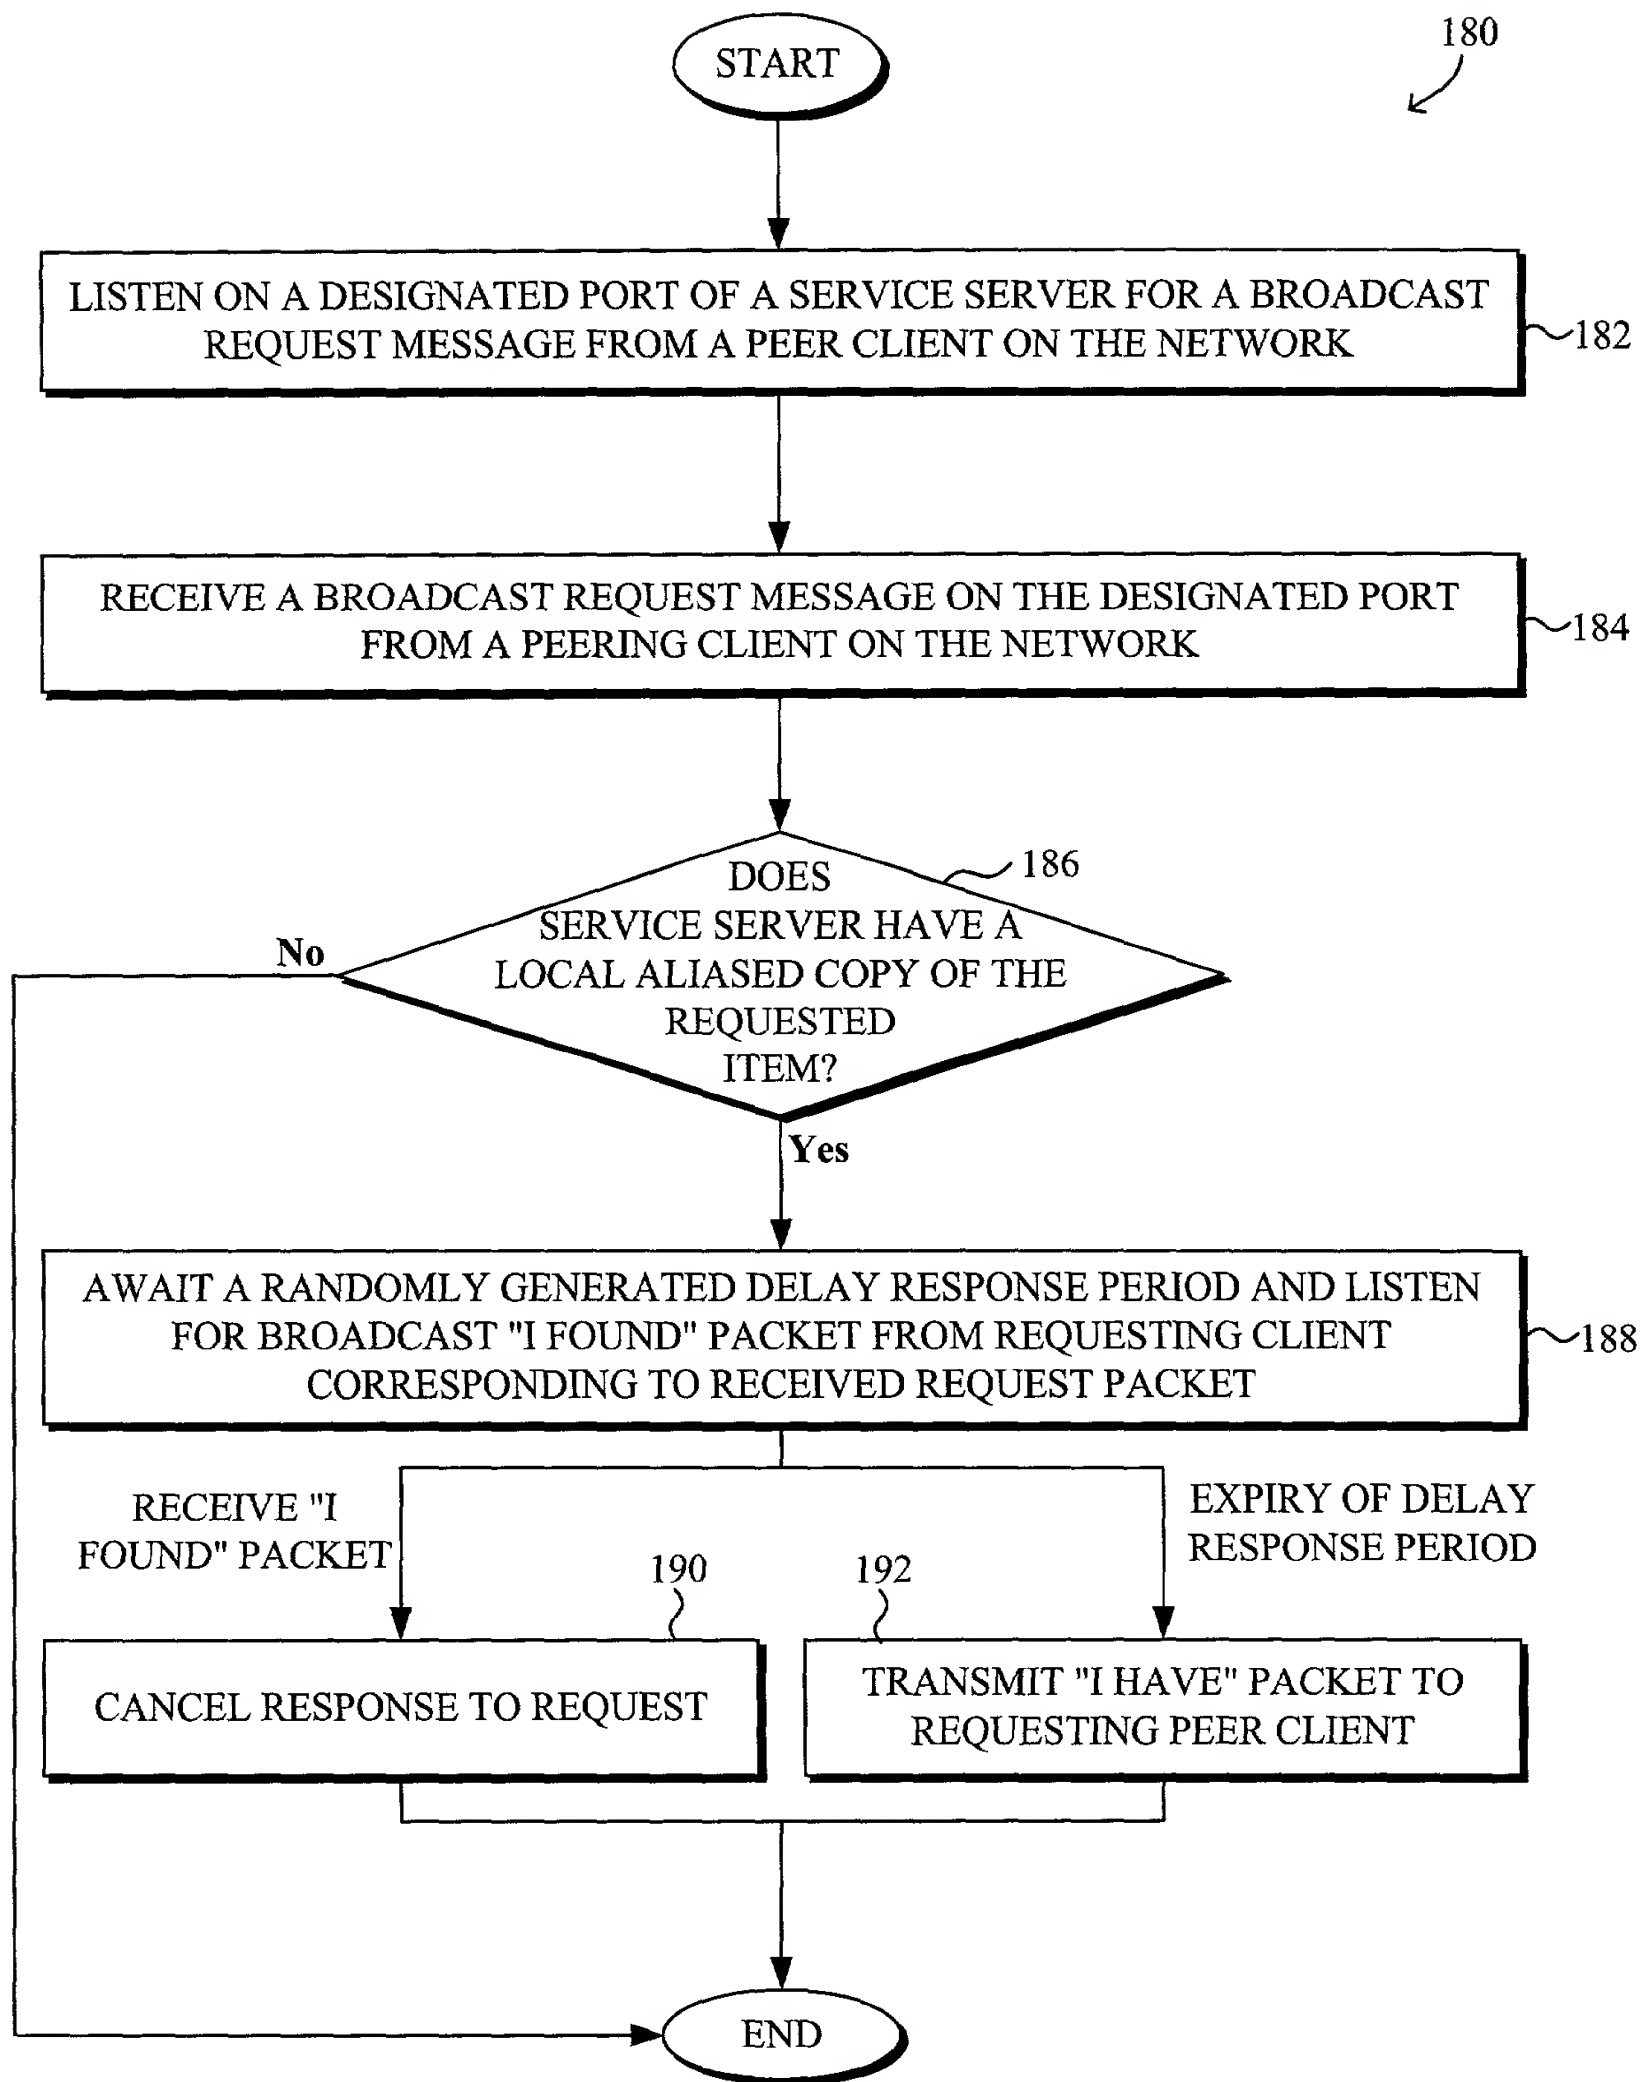 START
180
LISTEN ON A DESIGNATED PORT OF A SERVICE SERVER FOR A BROADCAST
REQUEST MESSAGE FROM A PEER CLIENT ON THE NETWORK
182
RECEIVE A BROADCAST REQUEST MESSAGE ON THE DESIGNATED PORT
FROM A PEERING CLIENT ON THE NETWORK
184
186
DOES
SERVICE SERVER HAVE A
LOCAL ALIASED COPY OF THE
REQUESTED
ITEM?
No
Yes
AWAIT A RANDOMLY GENERATED DELAY RESPONSE PERIOD AND LISTEN
FOR BROADCAST "I FOUND" PACKET FROM REQUESTING CLIENT
CORRESPONDING TO RECEIVED REQUEST PACKET
188
RECEIVE "I
FOUND" PACKET
EXPIRY OF DELAY
RESPONSE PERIOD
190
192
CANCEL RESPONSE TO REQUEST
TRANSMIT "I HAVE" PACKET TO
REQUESTING PEER CLIENT
END